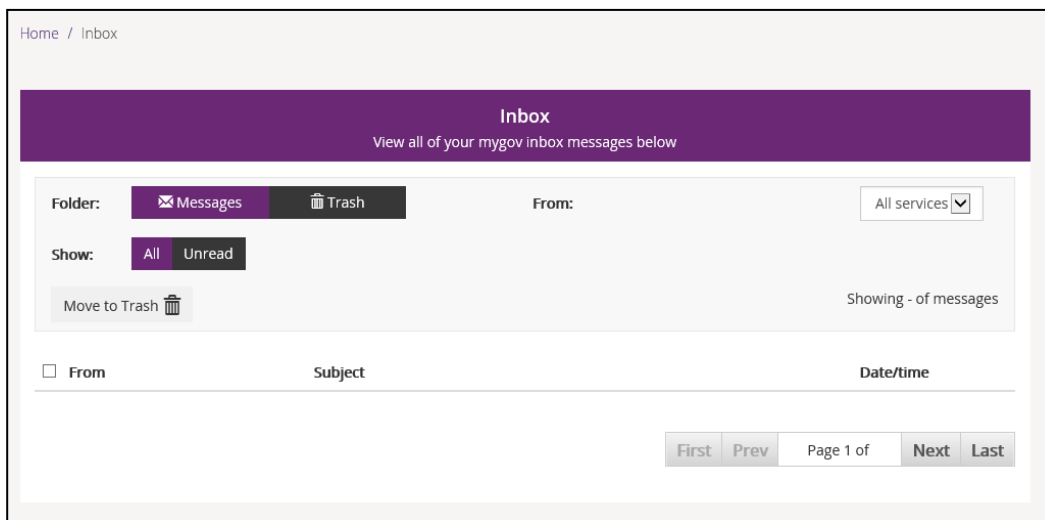 Home / Inbox
Inbox
View all of your mygov inbox messages below
Folder: Messages Trash From: All services
Show: All Unread
Move to Trash Showing - of messages
From Subject Date/time
First Prev Page 1 of Next Last